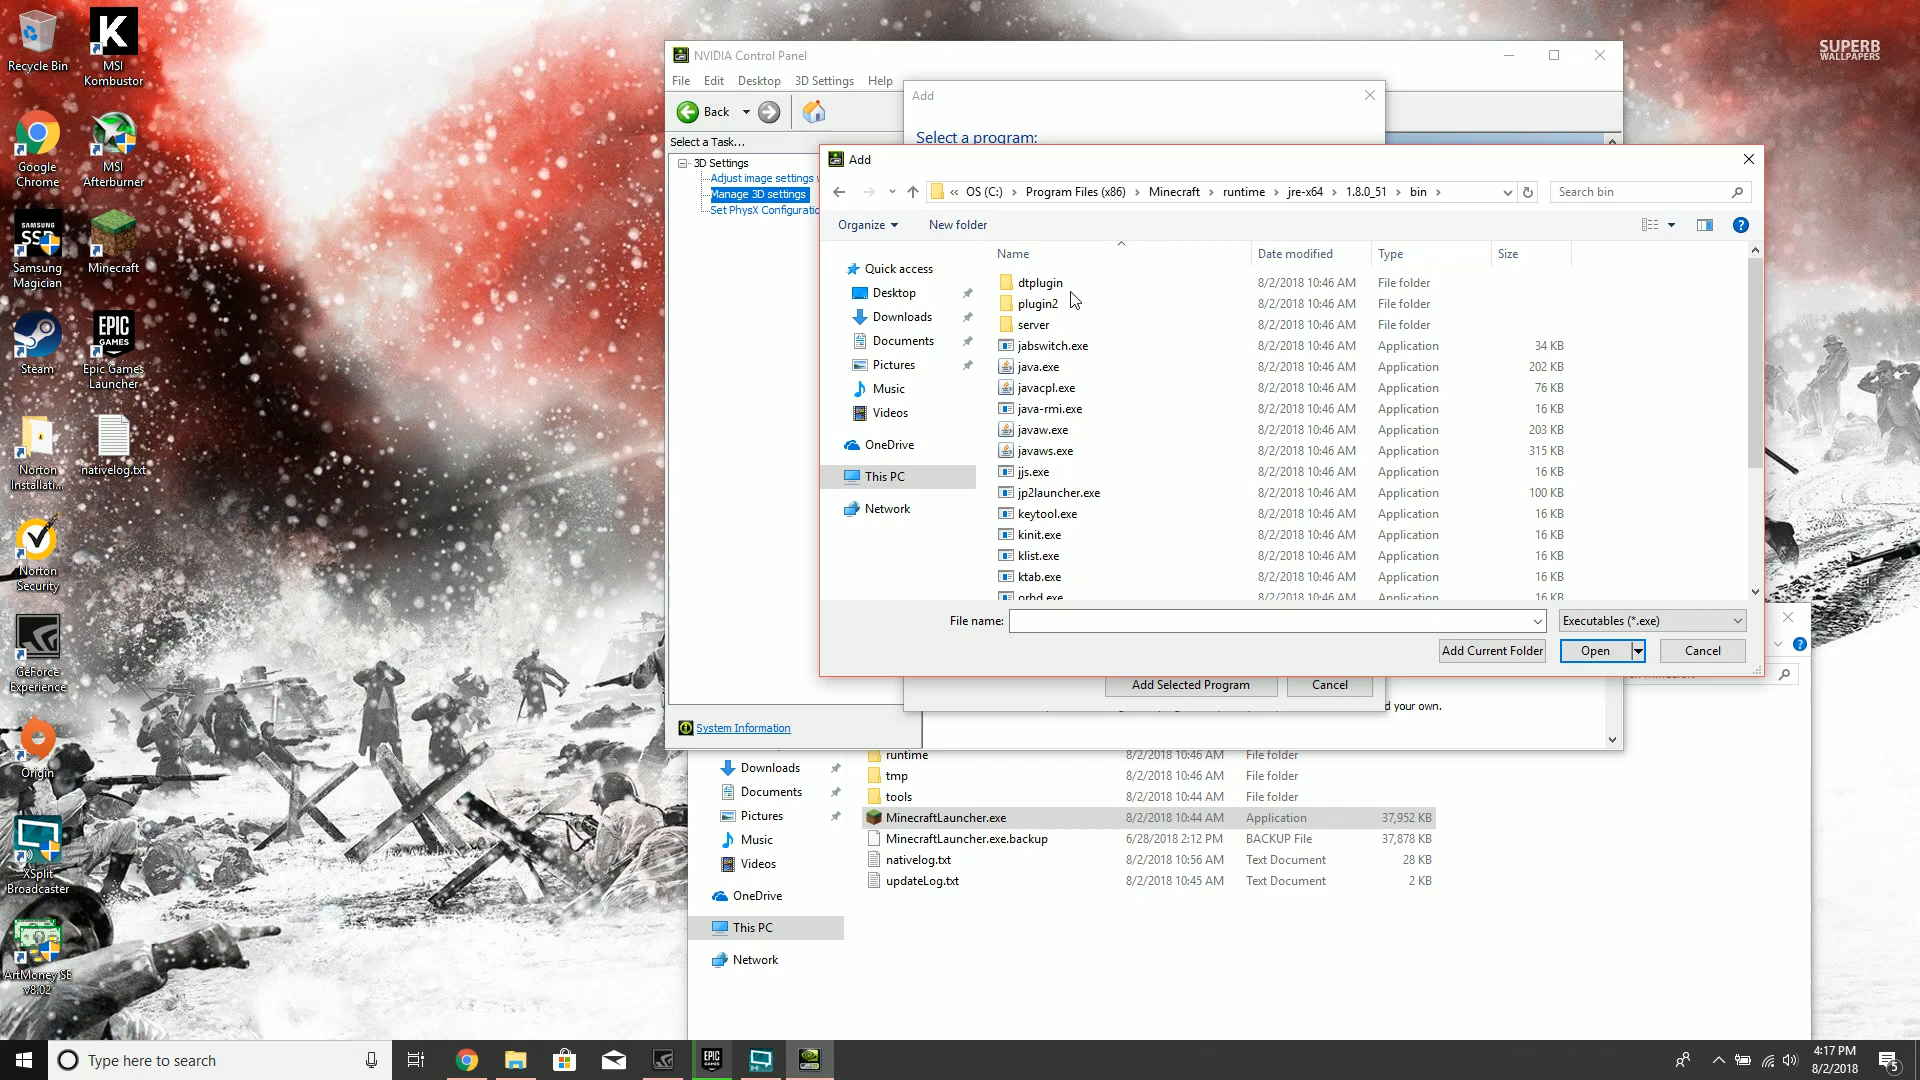 Recycle Bin
MSI
Kombustor
Google
Chrome
MSI
Afterburner
SAMSUNG
SSD
Samsung
Magician
Minecraft
Steam
EPIC
GAMES
Epic Games
Launcher
Norton
Installati...
nativelog.txt
Norton
Security
GeForce
Experience
Origin
XSplit
Broadcaster
ArtMoney SE
v8.02
SUPERB
WALLPAPERS
NVIDIA Control Panel
File Edit Desktop 3D Settings Help
Back
Select a Task...
3D Settings
Adjust image settings
Manage 3D settings
Set PhysX Configuratio
System Information
Add
Select a program:
Add
« OS (C:) > Program Files (x86) > Minecraft > runtime > jre-x64 > 1.8.0_51 > bin >
Search bin
Organize New folder
Quick access
Desktop
Downloads
Documents
Pictures
Music
Videos
OneDrive
This PC
Network
Name Date modified Type Size
dtplugin 8/2/2018 10:46 AM File folder
plugin2 8/2/2018 10:46 AM File folder
server 8/2/2018 10:46 AM File folder
jabswitch.exe 8/2/2018 10:46 AM Application 34 KB
java.exe 8/2/2018 10:46 AM Application 202 KB
javacpl.exe 8/2/2018 10:46 AM Application 76 KB
java-rmi.exe 8/2/2018 10:46 AM Application 16 KB
javaw.exe 8/2/2018 10:46 AM Application 203 KB
javaws.exe 8/2/2018 10:46 AM Application 315 KB
jjs.exe 8/2/2018 10:46 AM Application 16 KB
jp2launcher.exe 8/2/2018 10:46 AM Application 100 KB
keytool.exe 8/2/2018 10:46 AM Application 16 KB
kinit.exe 8/2/2018 10:46 AM Application 16 KB
klist.exe 8/2/2018 10:46 AM Application 16 KB
ktab.exe 8/2/2018 10:46 AM Application 16 KB
orbd.exe 8/2/2018 10:46 AM Application 16 KB
File name:
Executables (*.exe)
Add Current Folder Open Cancel
Add Selected Program Cancel
d your own.
Downloads
Documents
Pictures
Music
Videos
OneDrive
This PC
Network
runtime 8/2/2018 10:46 AM File folder
tmp 8/2/2018 10:46 AM File folder
tools 8/2/2018 10:44 AM File folder
MinecraftLauncher.exe 8/2/2018 10:44 AM Application 37,952 KB
MinecraftLauncher.exe.backup 6/28/2018 2:12 PM BACKUP File 37,878 KB
nativelog.txt 8/2/2018 10:56 AM Text Document 28 KB
updateLog.txt 8/2/2018 10:45 AM Text Document 2 KB
Type here to search
EPIC
4:17 PM
8/2/2018
5